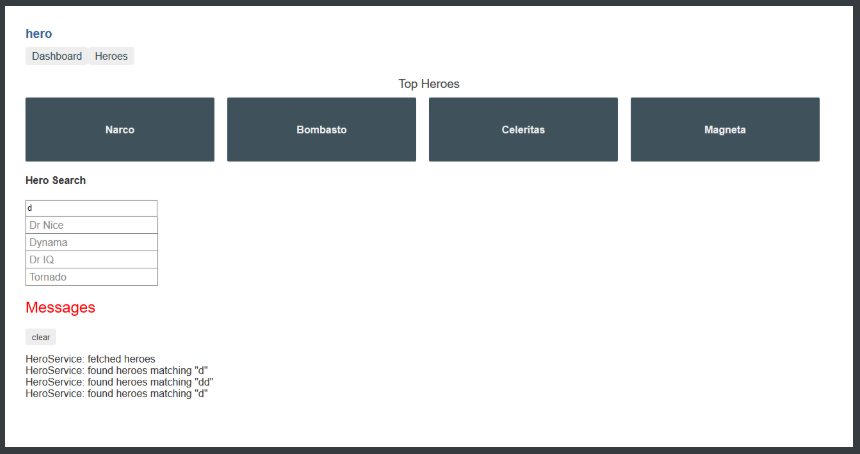 hero
Dashboard Heroes
Top Heroes
Narco Bombasto Celeritas Magneta
Hero Search
d
Dr Nice
Dynama
Dr IQ
Tornado
Messages
clear
HeroService: fetched heroes
HeroService: found heroes matching "d"
HeroService: found heroes matching "dd"
HeroService: found heroes matching "d"